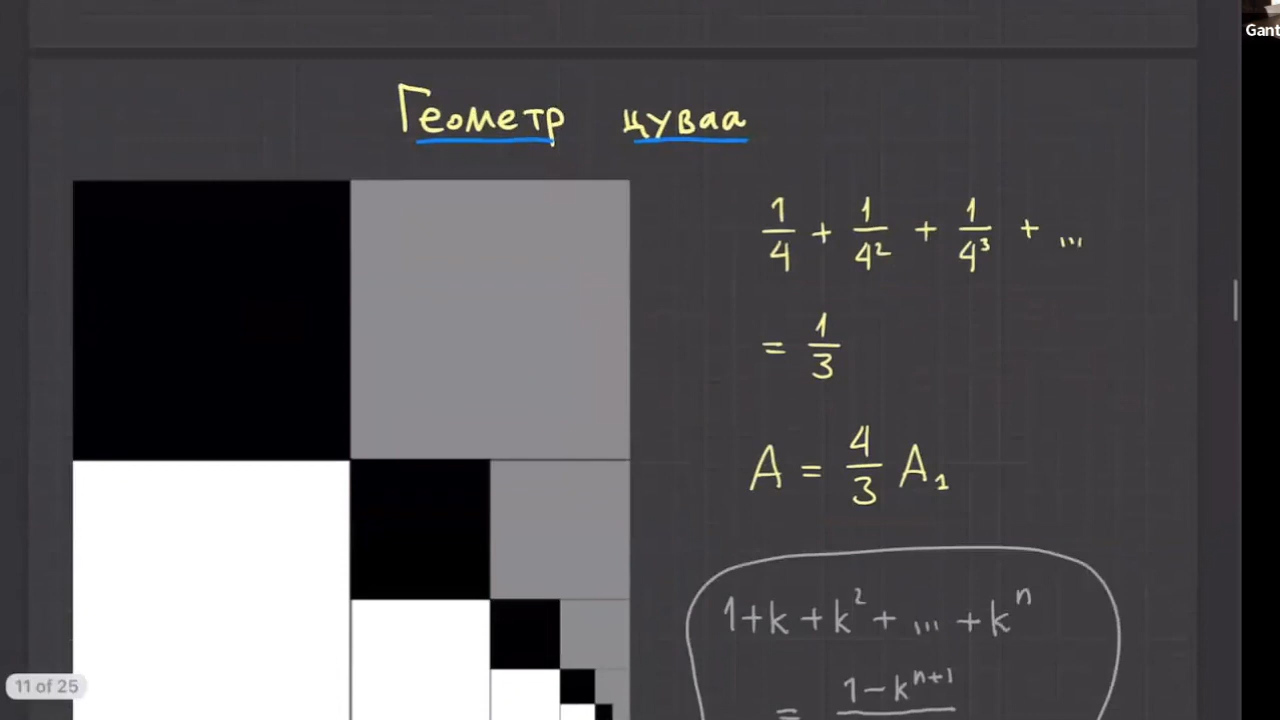 Gant
Геометр цуваа
1/4 + 1/4² + 1/4³ + ...
= 1/3
A = 4/3 A₁
1+k+k²+ ... +kⁿ
= 1-kⁿ⁺¹
11 of 25